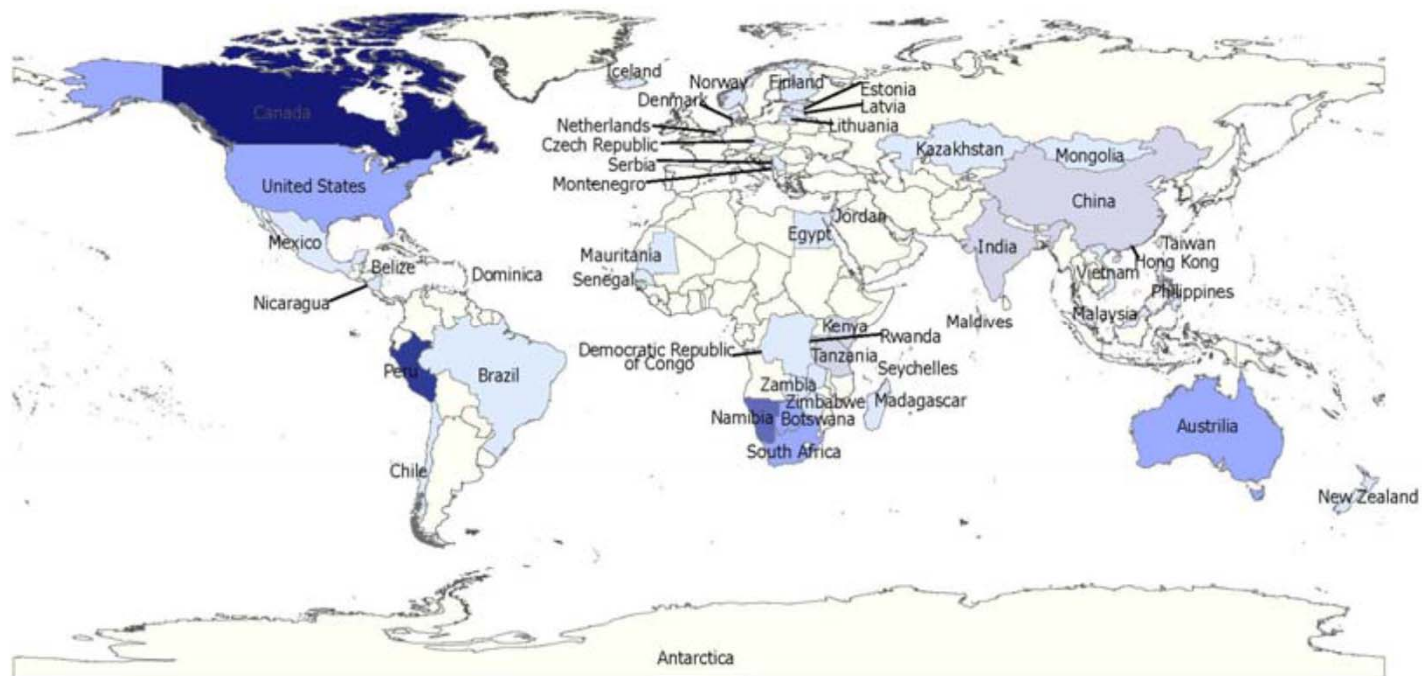 Canada
United States
Mexico
Belize
Dominica
Nicaragua
Peru
Brazil
Chile
Iceland
Norway
Finland
Denmark
Estonia
Latvia
Lithuania
Netherlands
Czech Republic
Serbia
Montenegro
Kazakhstan
Mongolia
China
Jordan
Egypt
India
Mauritania
Senegal
Taiwan
Hong Kong
Vietnam
Philippines
Malaysia
Maldives
Kenya
Rwanda
Democratic Republic
of Congo
Tanzania
Seychelles
Zambia
Zimbabwe
Madagascar
Namibia
Botswana
South Africa
Austrilia
New Zealand
Antarctica